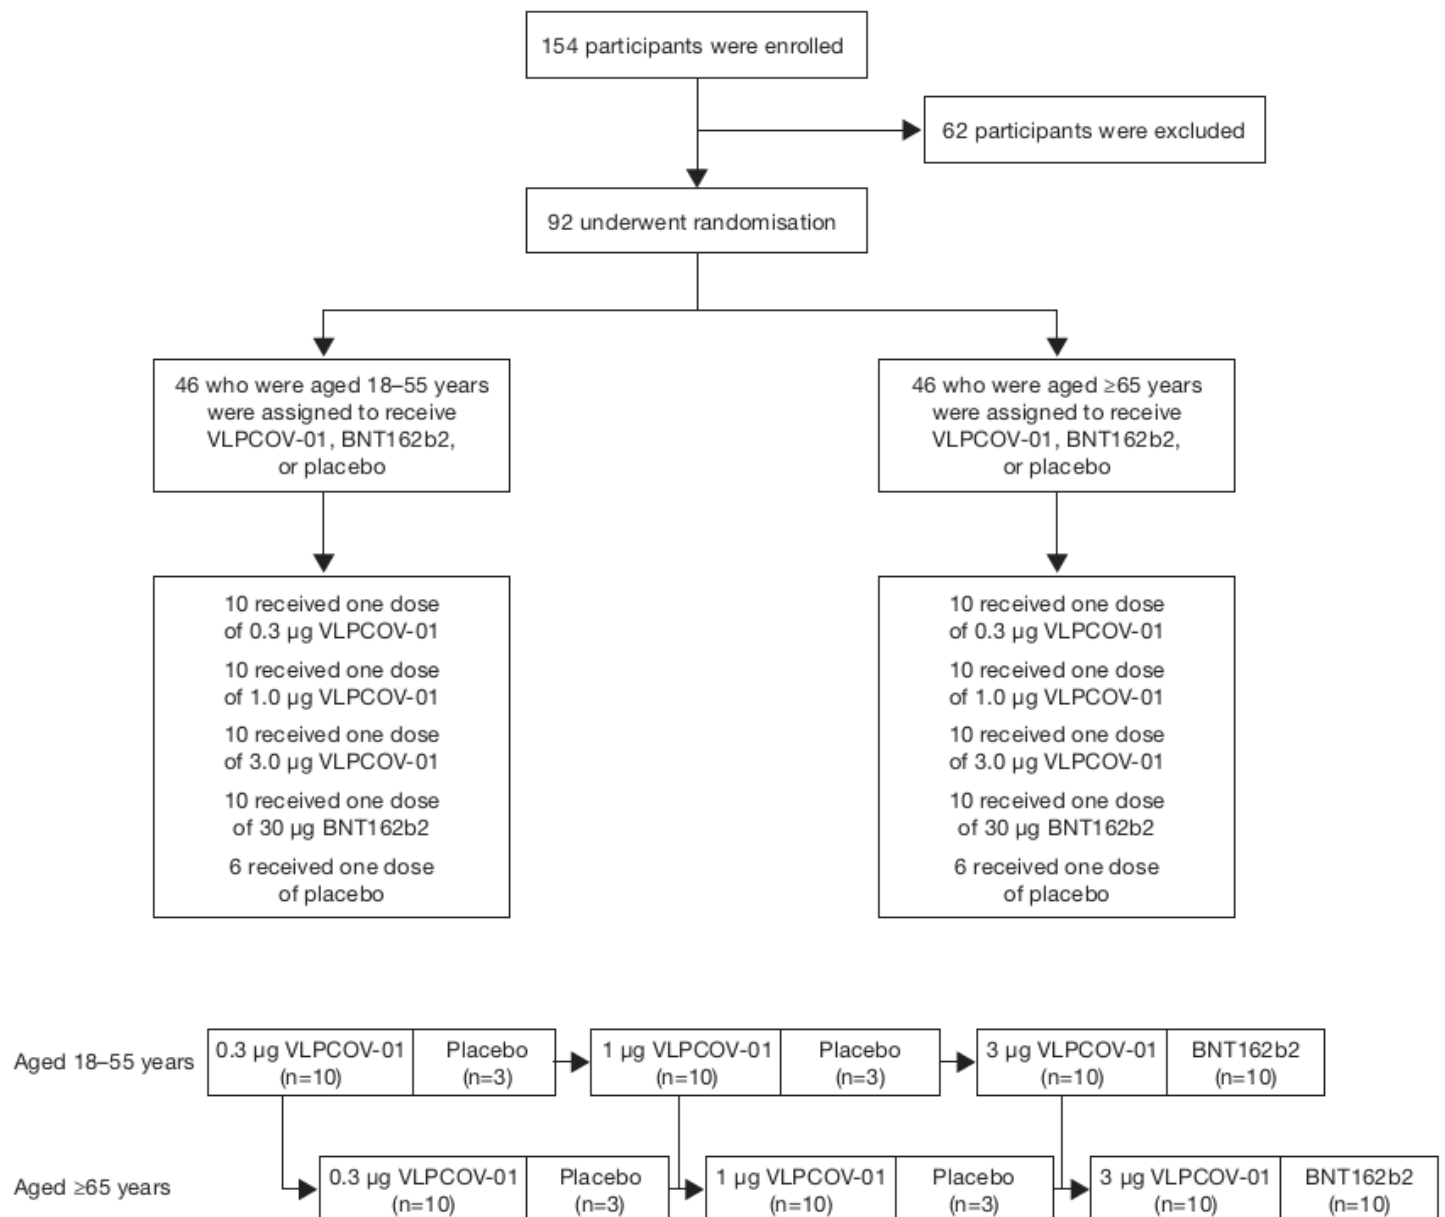 154 participants were enrolled
62 participants were excluded
92 underwent randomisation
46 who were aged 18–55 years
were assigned to receive
VLPCOV-01, BNT162b2,
or placebo
46 who were aged ≥65 years
were assigned to receive
VLPCOV-01, BNT162b2,
or placebo
10 received one dose
of 0.3 µg VLPCOV-01
10 received one dose
of 1.0 µg VLPCOV-01
10 received one dose
of 3.0 µg VLPCOV-01
10 received one dose
of 30 µg BNT162b2
6 received one dose
of placebo
10 received one dose
of 0.3 µg VLPCOV-01
10 received one dose
of 1.0 µg VLPCOV-01
10 received one dose
of 3.0 µg VLPCOV-01
10 received one dose
of 30 µg BNT162b2
6 received one dose
of placebo
Aged 18–55 years
0.3 µg VLPCOV-01
(n=10)
Placebo
(n=3)
1 µg VLPCOV-01
(n=10)
Placebo
(n=3)
3 µg VLPCOV-01
(n=10)
BNT162b2
(n=10)
Aged ≥65 years
0.3 µg VLPCOV-01
(n=10)
Placebo
(n=3)
1 µg VLPCOV-01
(n=10)
Placebo
(n=3)
3 µg VLPCOV-01
(n=10)
BNT162b2
(n=10)